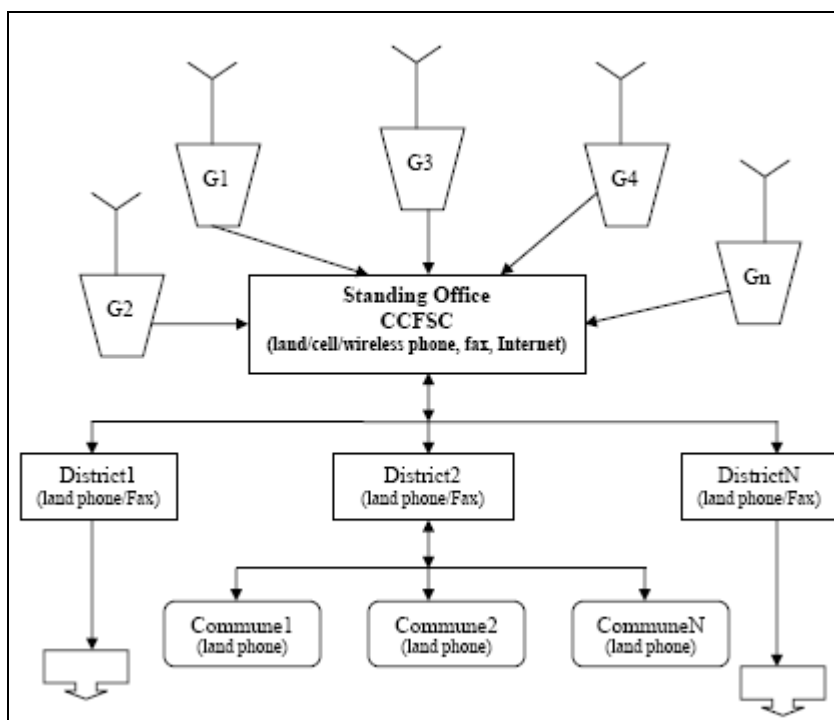 G1
G3
G4
G2
Gn
Standing Office
CCFSC
(land/cell/wireless phone, fax, Internet)
District1
(land phone/Fax)
District2
(land phone/Fax)
DistrictN
(land phone/Fax)
Commune1
(land phone)
Commune2
(land phone)
CommuneN
(land phone)